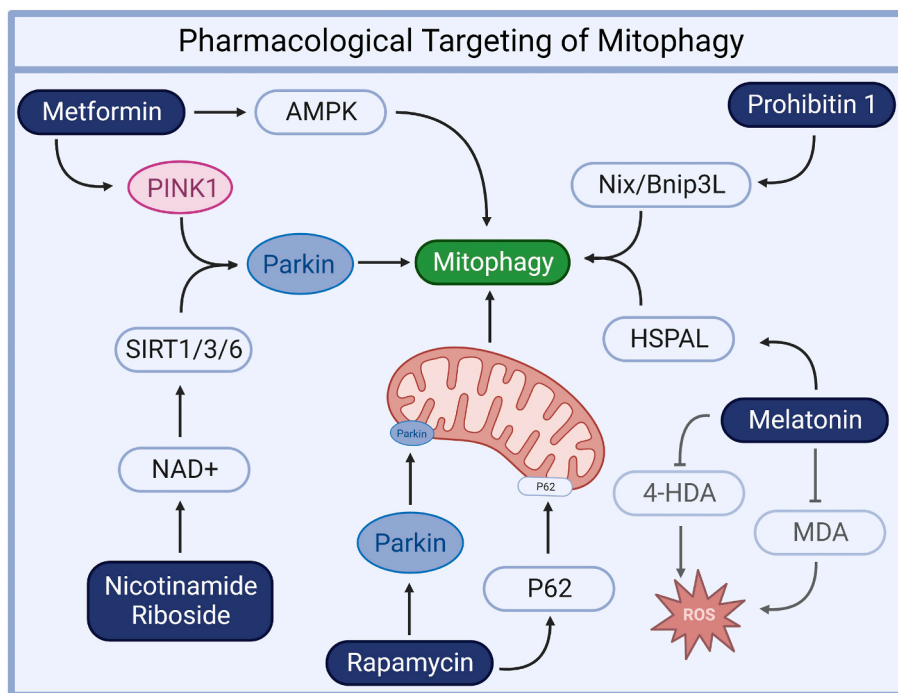 Pharmacological Targeting of Mitophagy
Metformin
AMPK
Prohibitin 1
PINK1
Nix/Bnip3L
Parkin
Mitophagy
SIRT1/3/6
HSPAL
Melatonin
Parkin
NAD+
P62
4-HDA
MDA
Parkin
Nicotinamide
Riboside
P62
ROS
Rapamycin